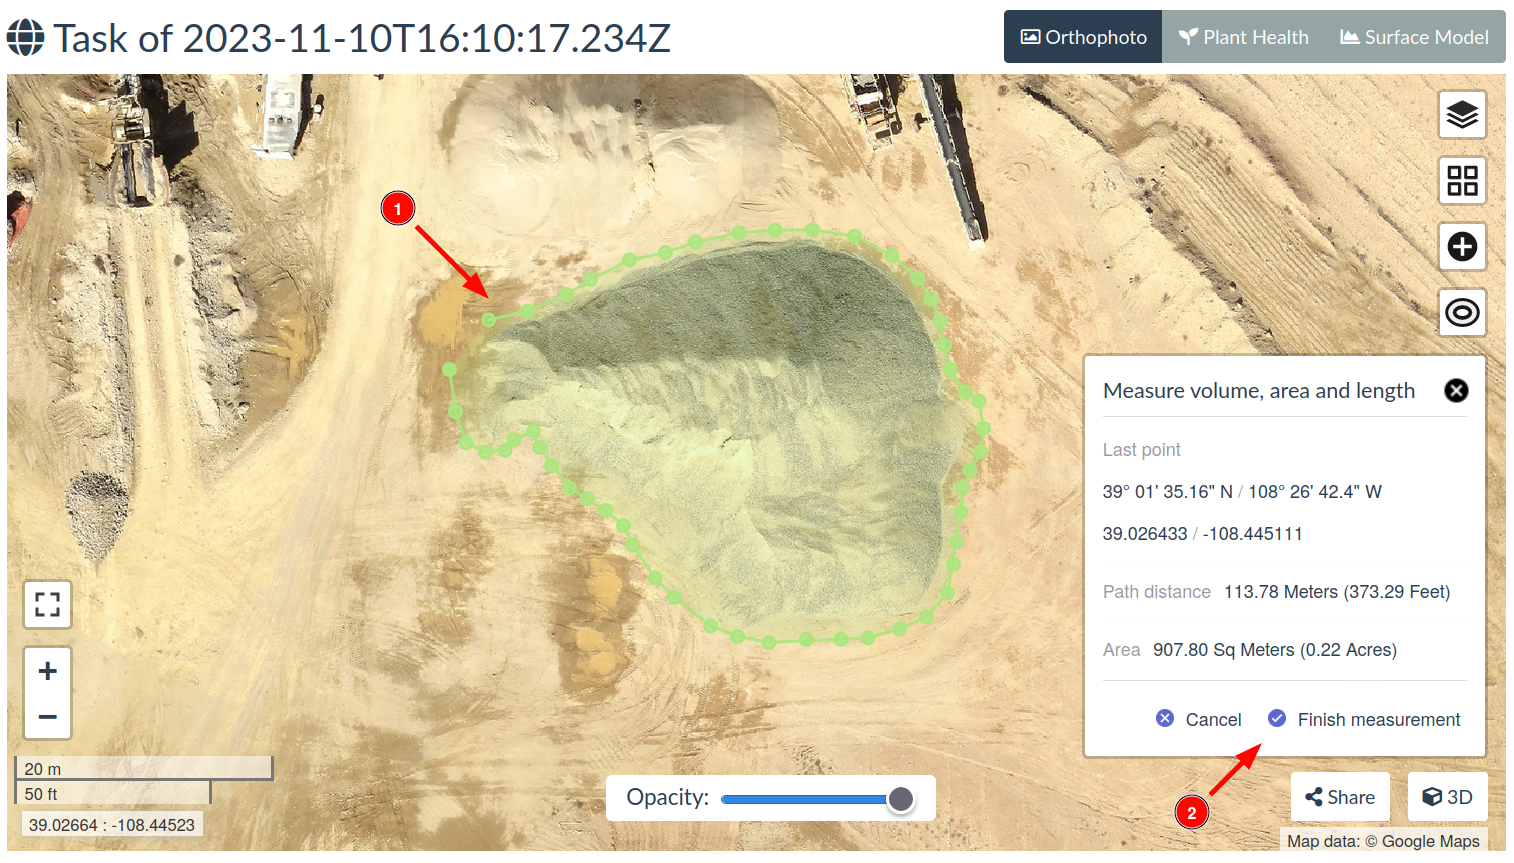 Task of 2023-11-10T16:10:17.234Z
Orthophoto
Plant Health
Surface Model
1
Measure volume, area and length
Last point
39° 01' 35.16" N / 108° 26' 42.4" W
39.026433 / -108.445111
Path distance 113.78 Meters (373.29 Feet)
Area 907.80 Sq Meters (0.22 Acres)
Cancel
Finish measurement
2
+
−
20 m
50 ft
39.02664 : -108.44523
Opacity:
Share
3D
Map data: © Google Maps